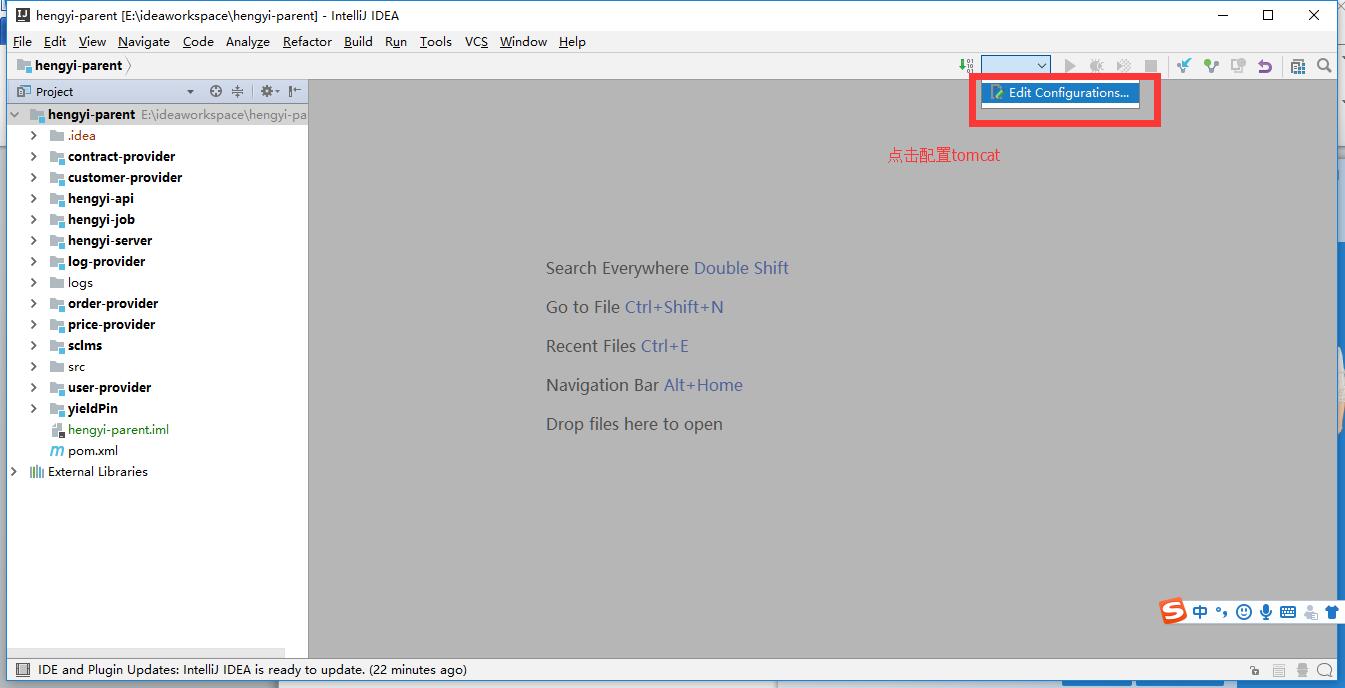 hengyi-parent [E:\ideaworkspace\hengyi-parent] - IntelliJ IDEA
File Edit View Navigate Code Analyze Refactor Build Run Tools VCS Window Help
hengyi-parent
Project
Edit Configurations...
点击配置tomcat
hengyi-parent E:\ideaworkspace\hengyi-pa
.idea
contract-provider
customer-provider
hengyi-api
hengyi-job
hengyi-server
log-provider
logs
order-provider
price-provider
sclms
src
user-provider
yieldPin
hengyi-parent.iml
pom.xml
External Libraries
Search Everywhere Double Shift
Go to File Ctrl+Shift+N
Recent Files Ctrl+E
Navigation Bar Alt+Home
Drop files here to open
中
IDE and Plugin Updates: IntelliJ IDEA is ready to update. (22 minutes ago)